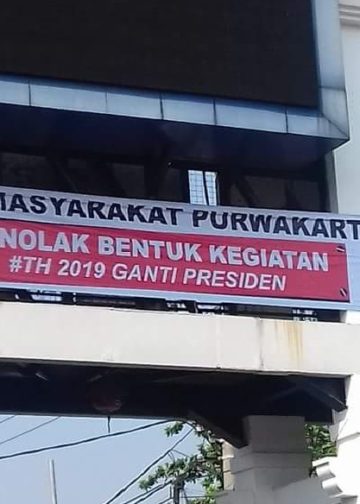 MASYARAKAT PURWAKART
NOLAK BENTUK KEGIATAN
#TH 2019 GANTI PRESIDEN